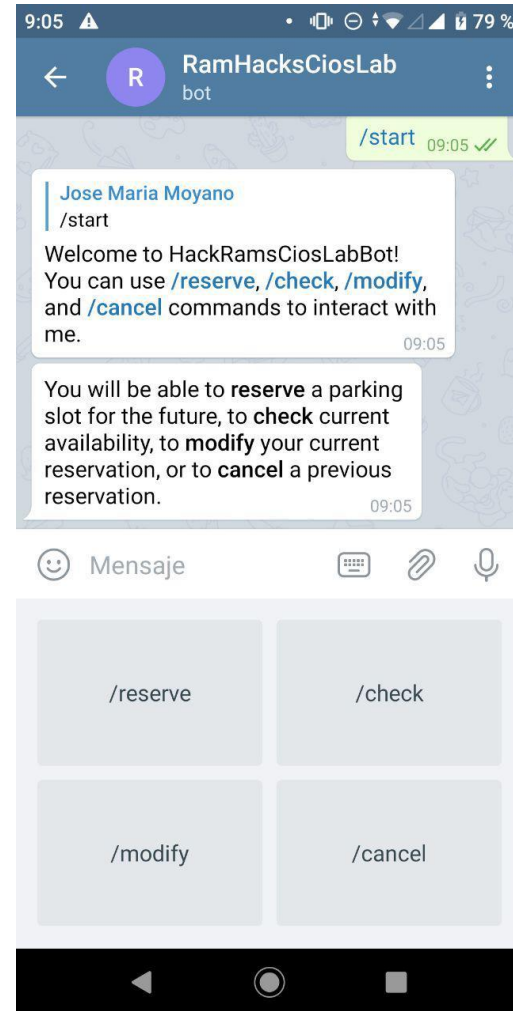 9:05
79 %
R
RamHacksCiosLab
bot
/start 09:05
Jose Maria Moyano
/start
Welcome to HackRamsCiosLabBot!
You can use /reserve, /check, /modify,
and /cancel commands to interact with
me.
09:05
You will be able to reserve a parking
slot for the future, to check current
availability, to modify your current
reservation, or to cancel a previous
reservation.
09:05
Mensaje
/reserve
/check
/modify
/cancel